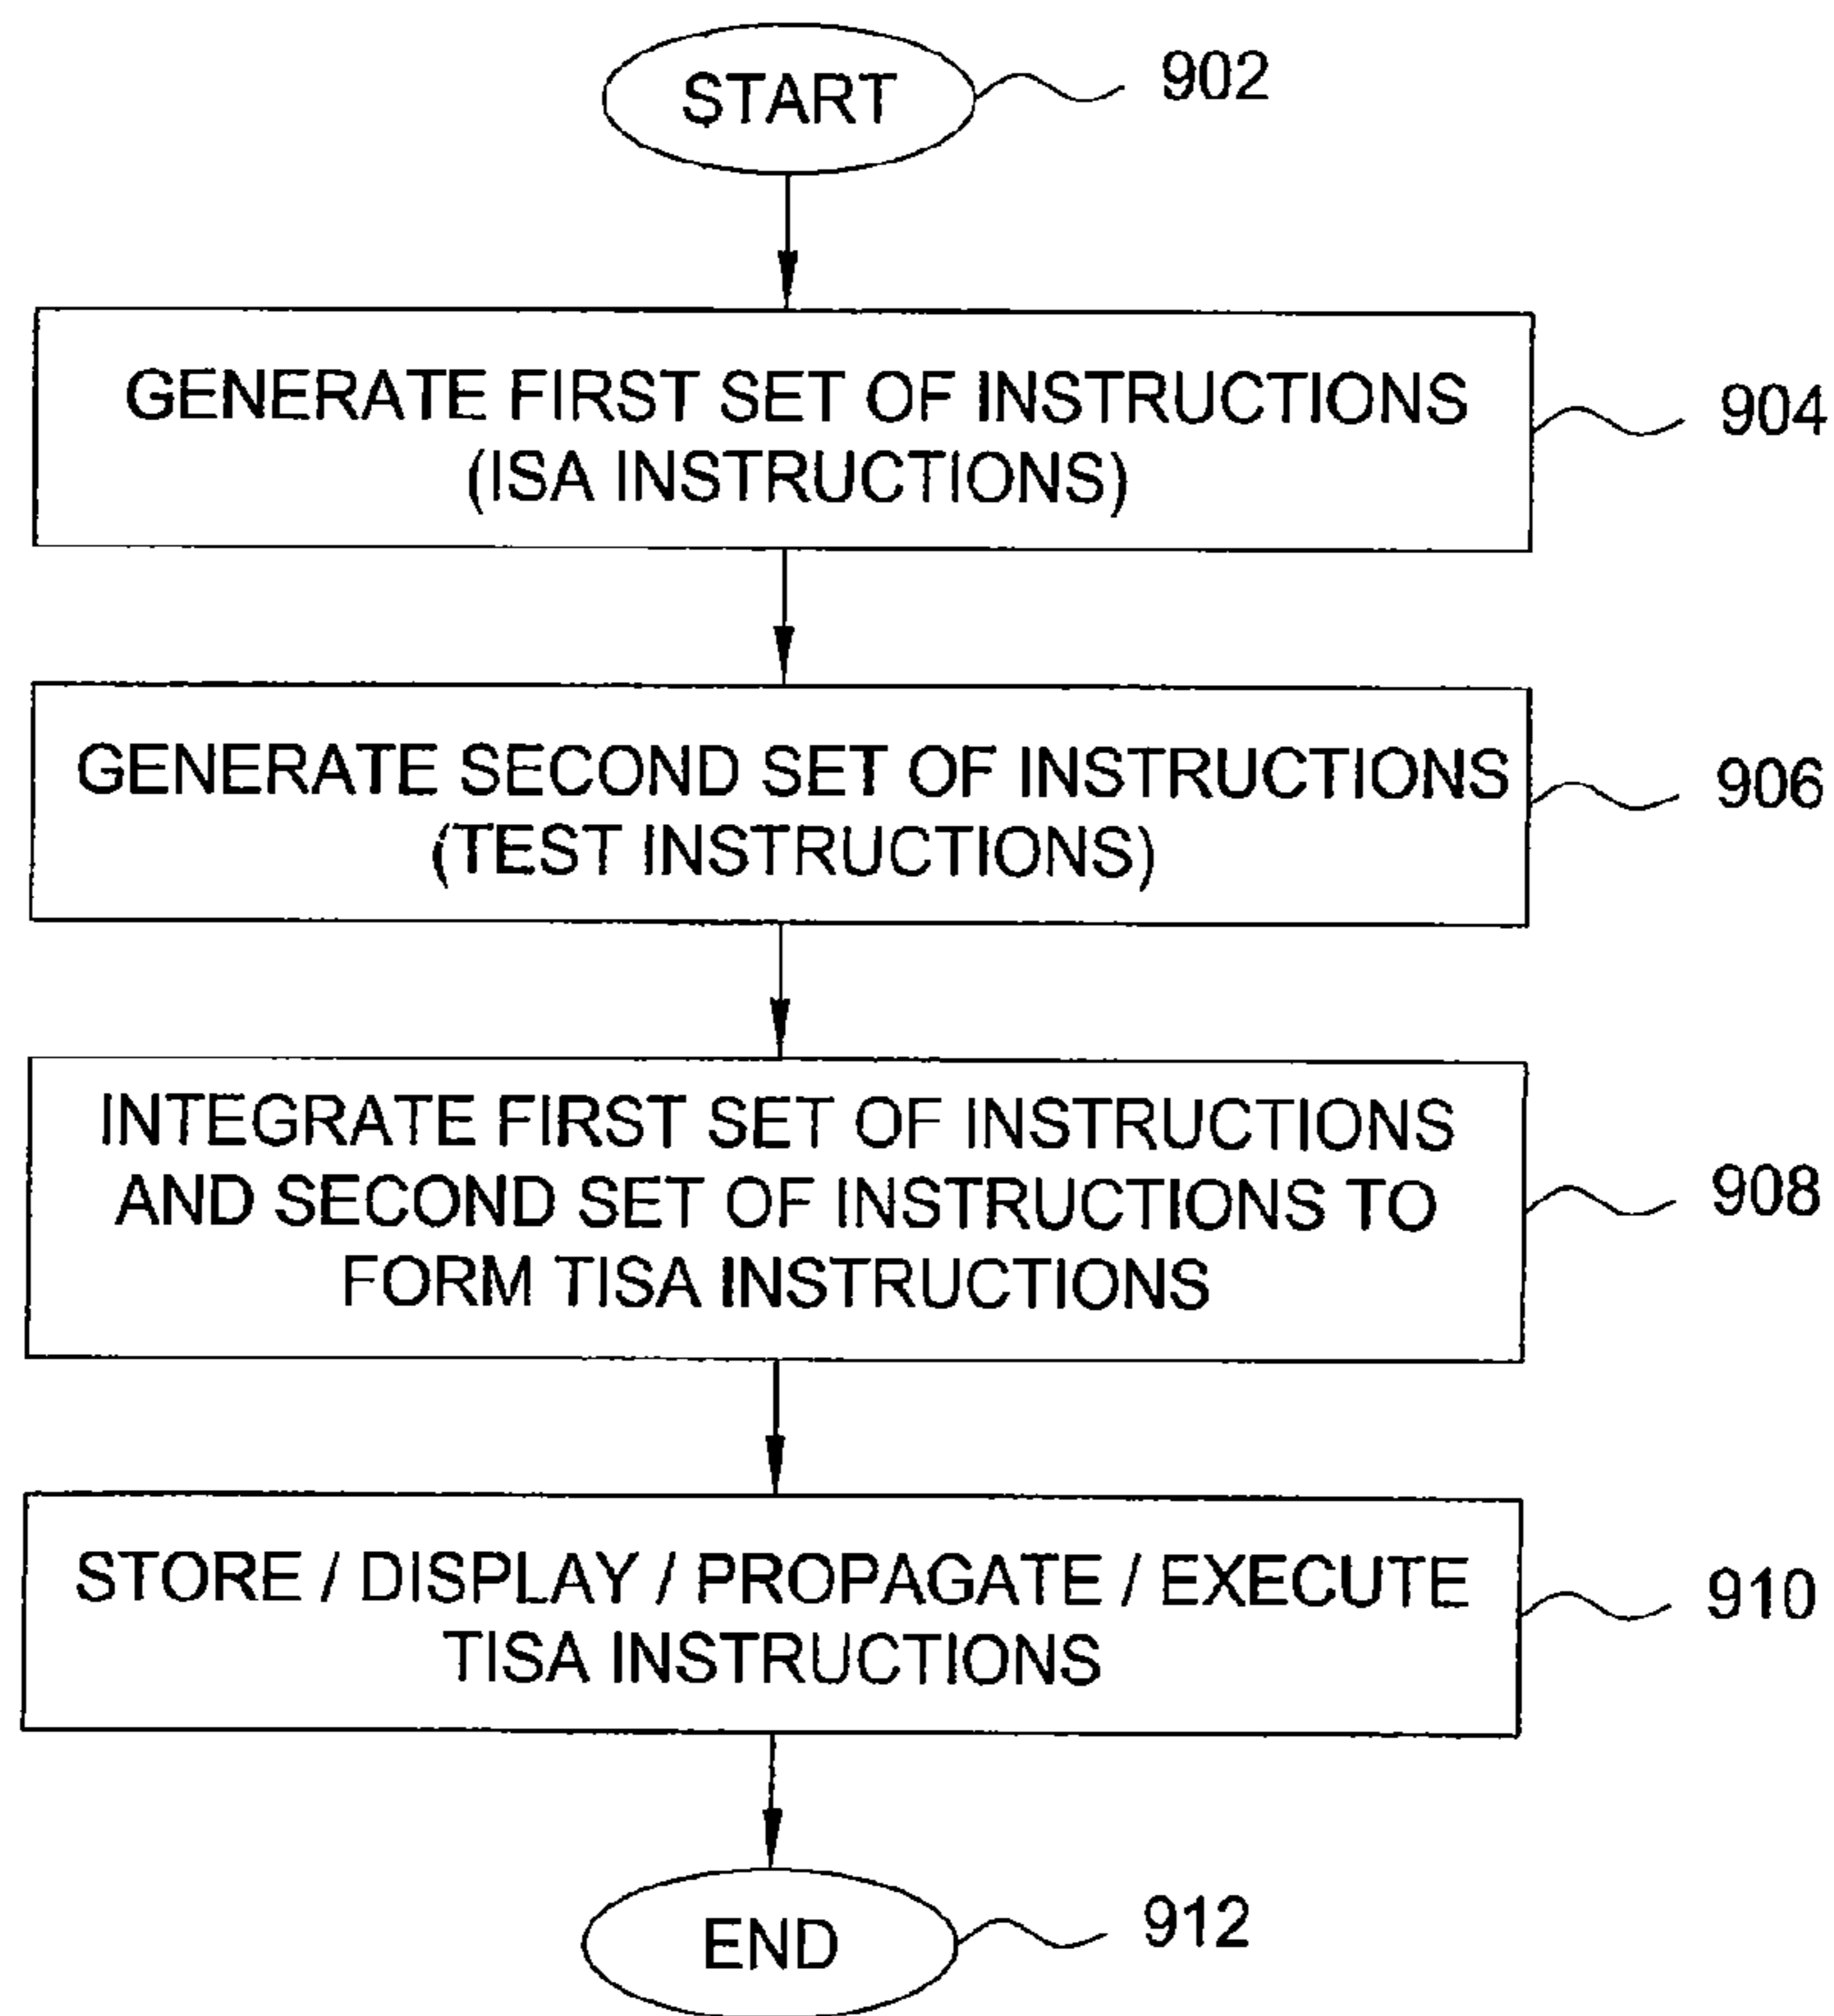 START
902
GENERATE FIRST SET OF INSTRUCTIONS
(ISA INSTRUCTIONS)
904
GENERATE SECOND SET OF INSTRUCTIONS
(TEST INSTRUCTIONS)
906
INTEGRATE FIRST SET OF INSTRUCTIONS
AND SECOND SET OF INSTRUCTIONS TO
FORM TISA INSTRUCTIONS
908
STORE / DISPLAY / PROPAGATE / EXECUTE
TISA INSTRUCTIONS
910
END
912